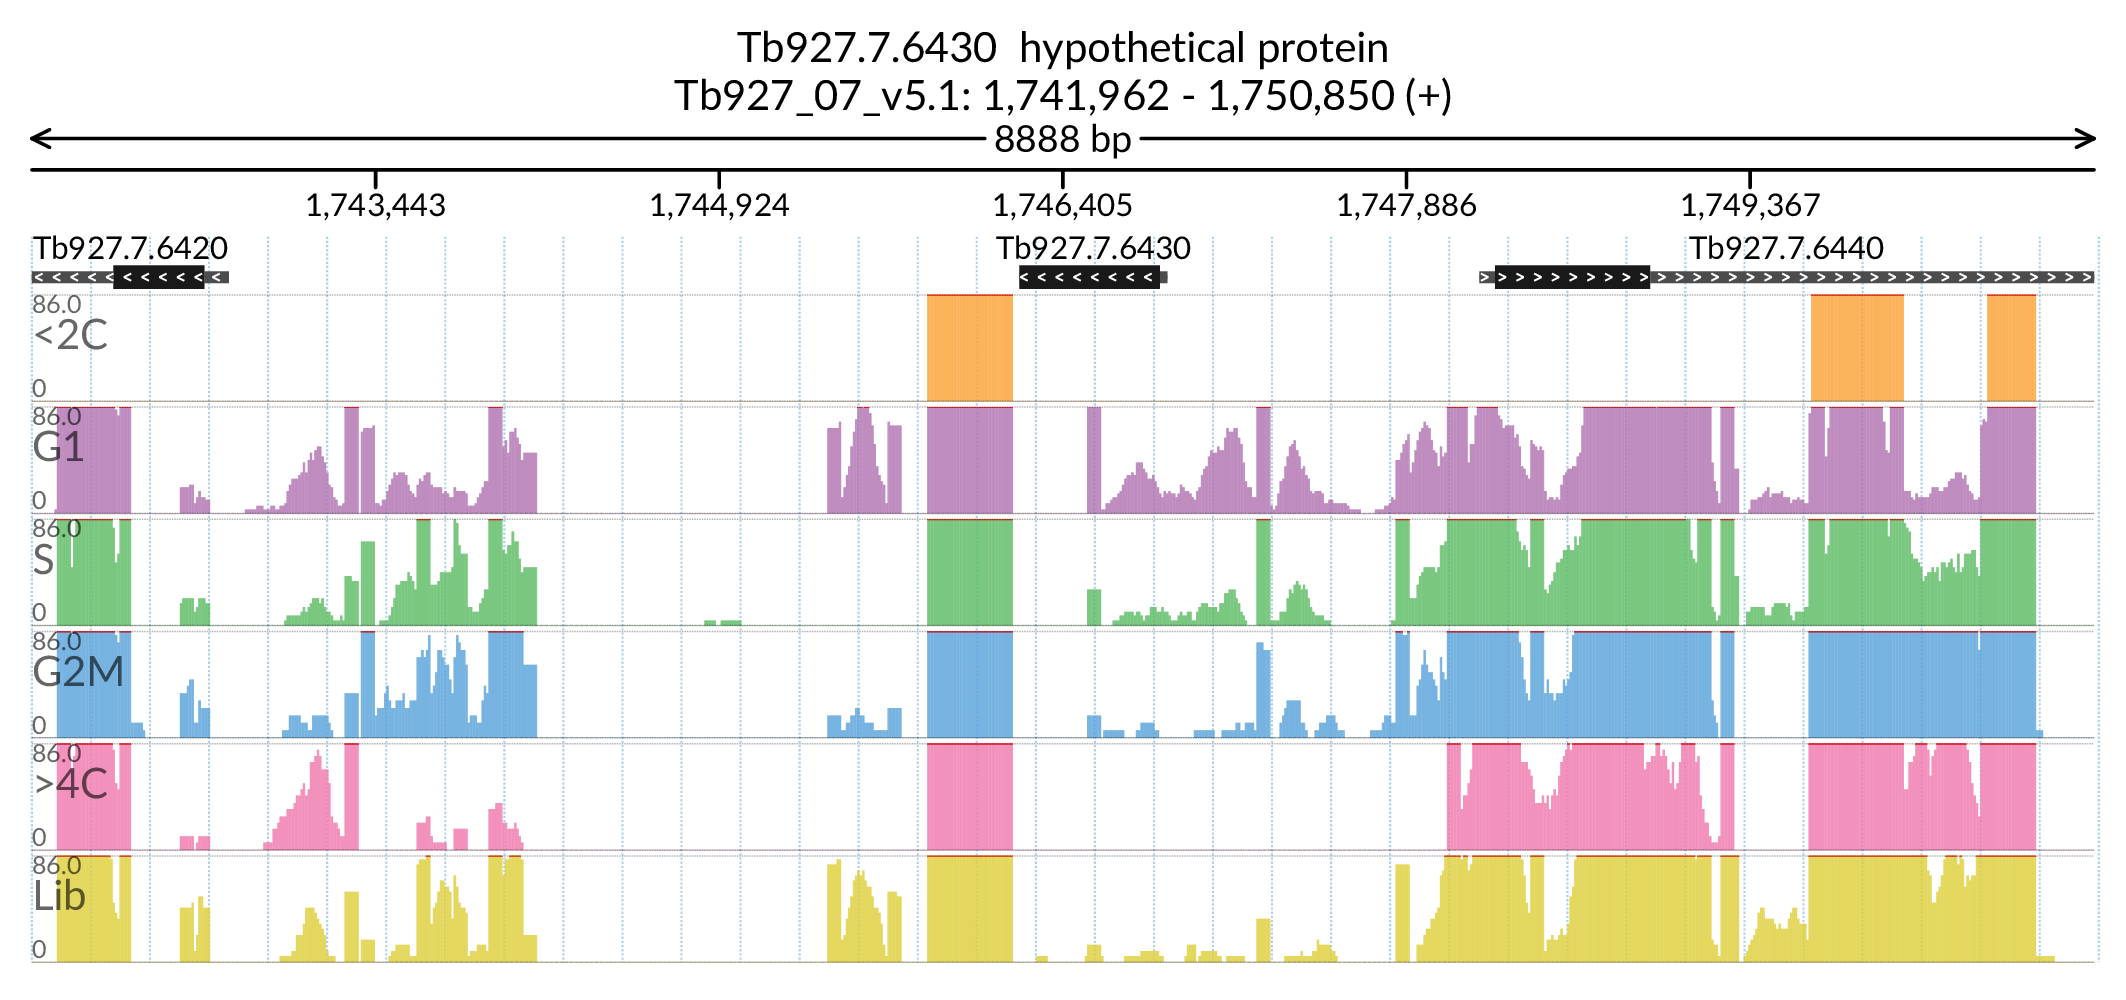 Tb927.7.6430 hypothetical protein
Tb927_07_v5.1: 1,741,962 - 1,750,850 (+)
8888 bp
1,743,443 1,744,924 1,746,405 1,747,886 1,749,367
Tb927.7.6420 Tb927.7.6430 Tb927.7.6440
86.0
<2C
0
86.0
G1
0
86.0
S
0
86.0
G2M
0
86.0
>4C
0
86.0
Lib
0